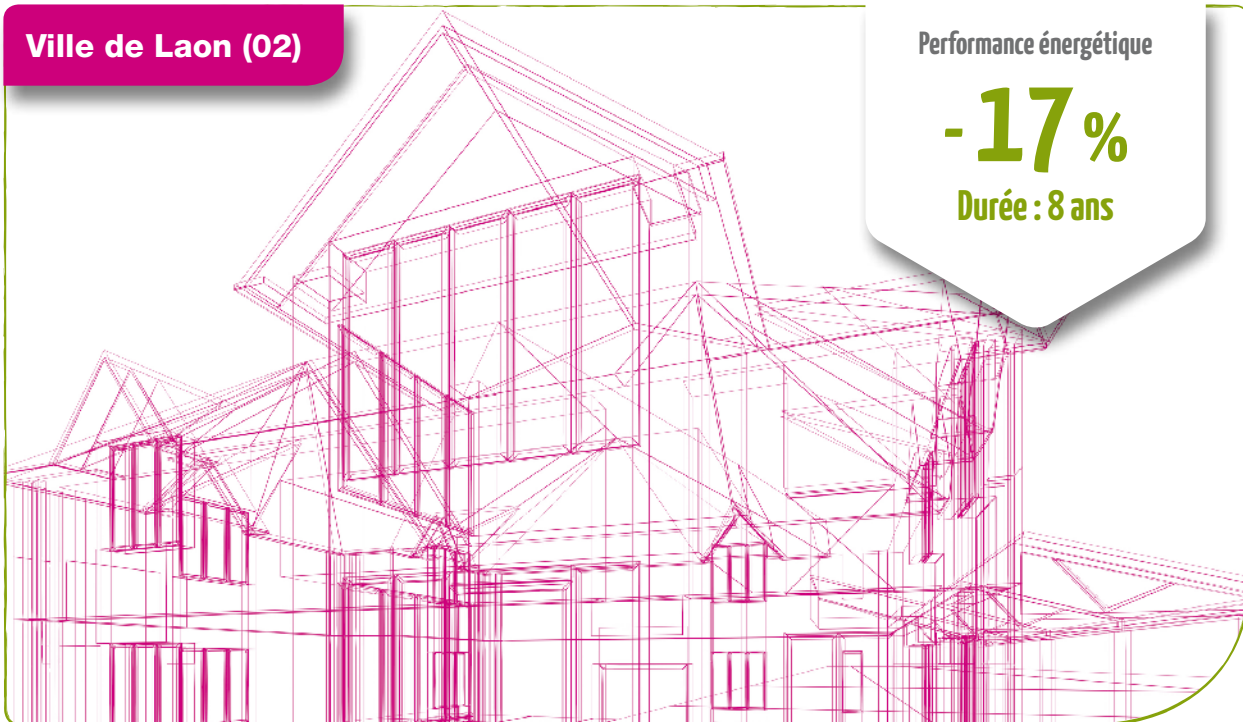 Ville de Laon (02)
Performance énergétique
- 17 %
Durée : 8 ans